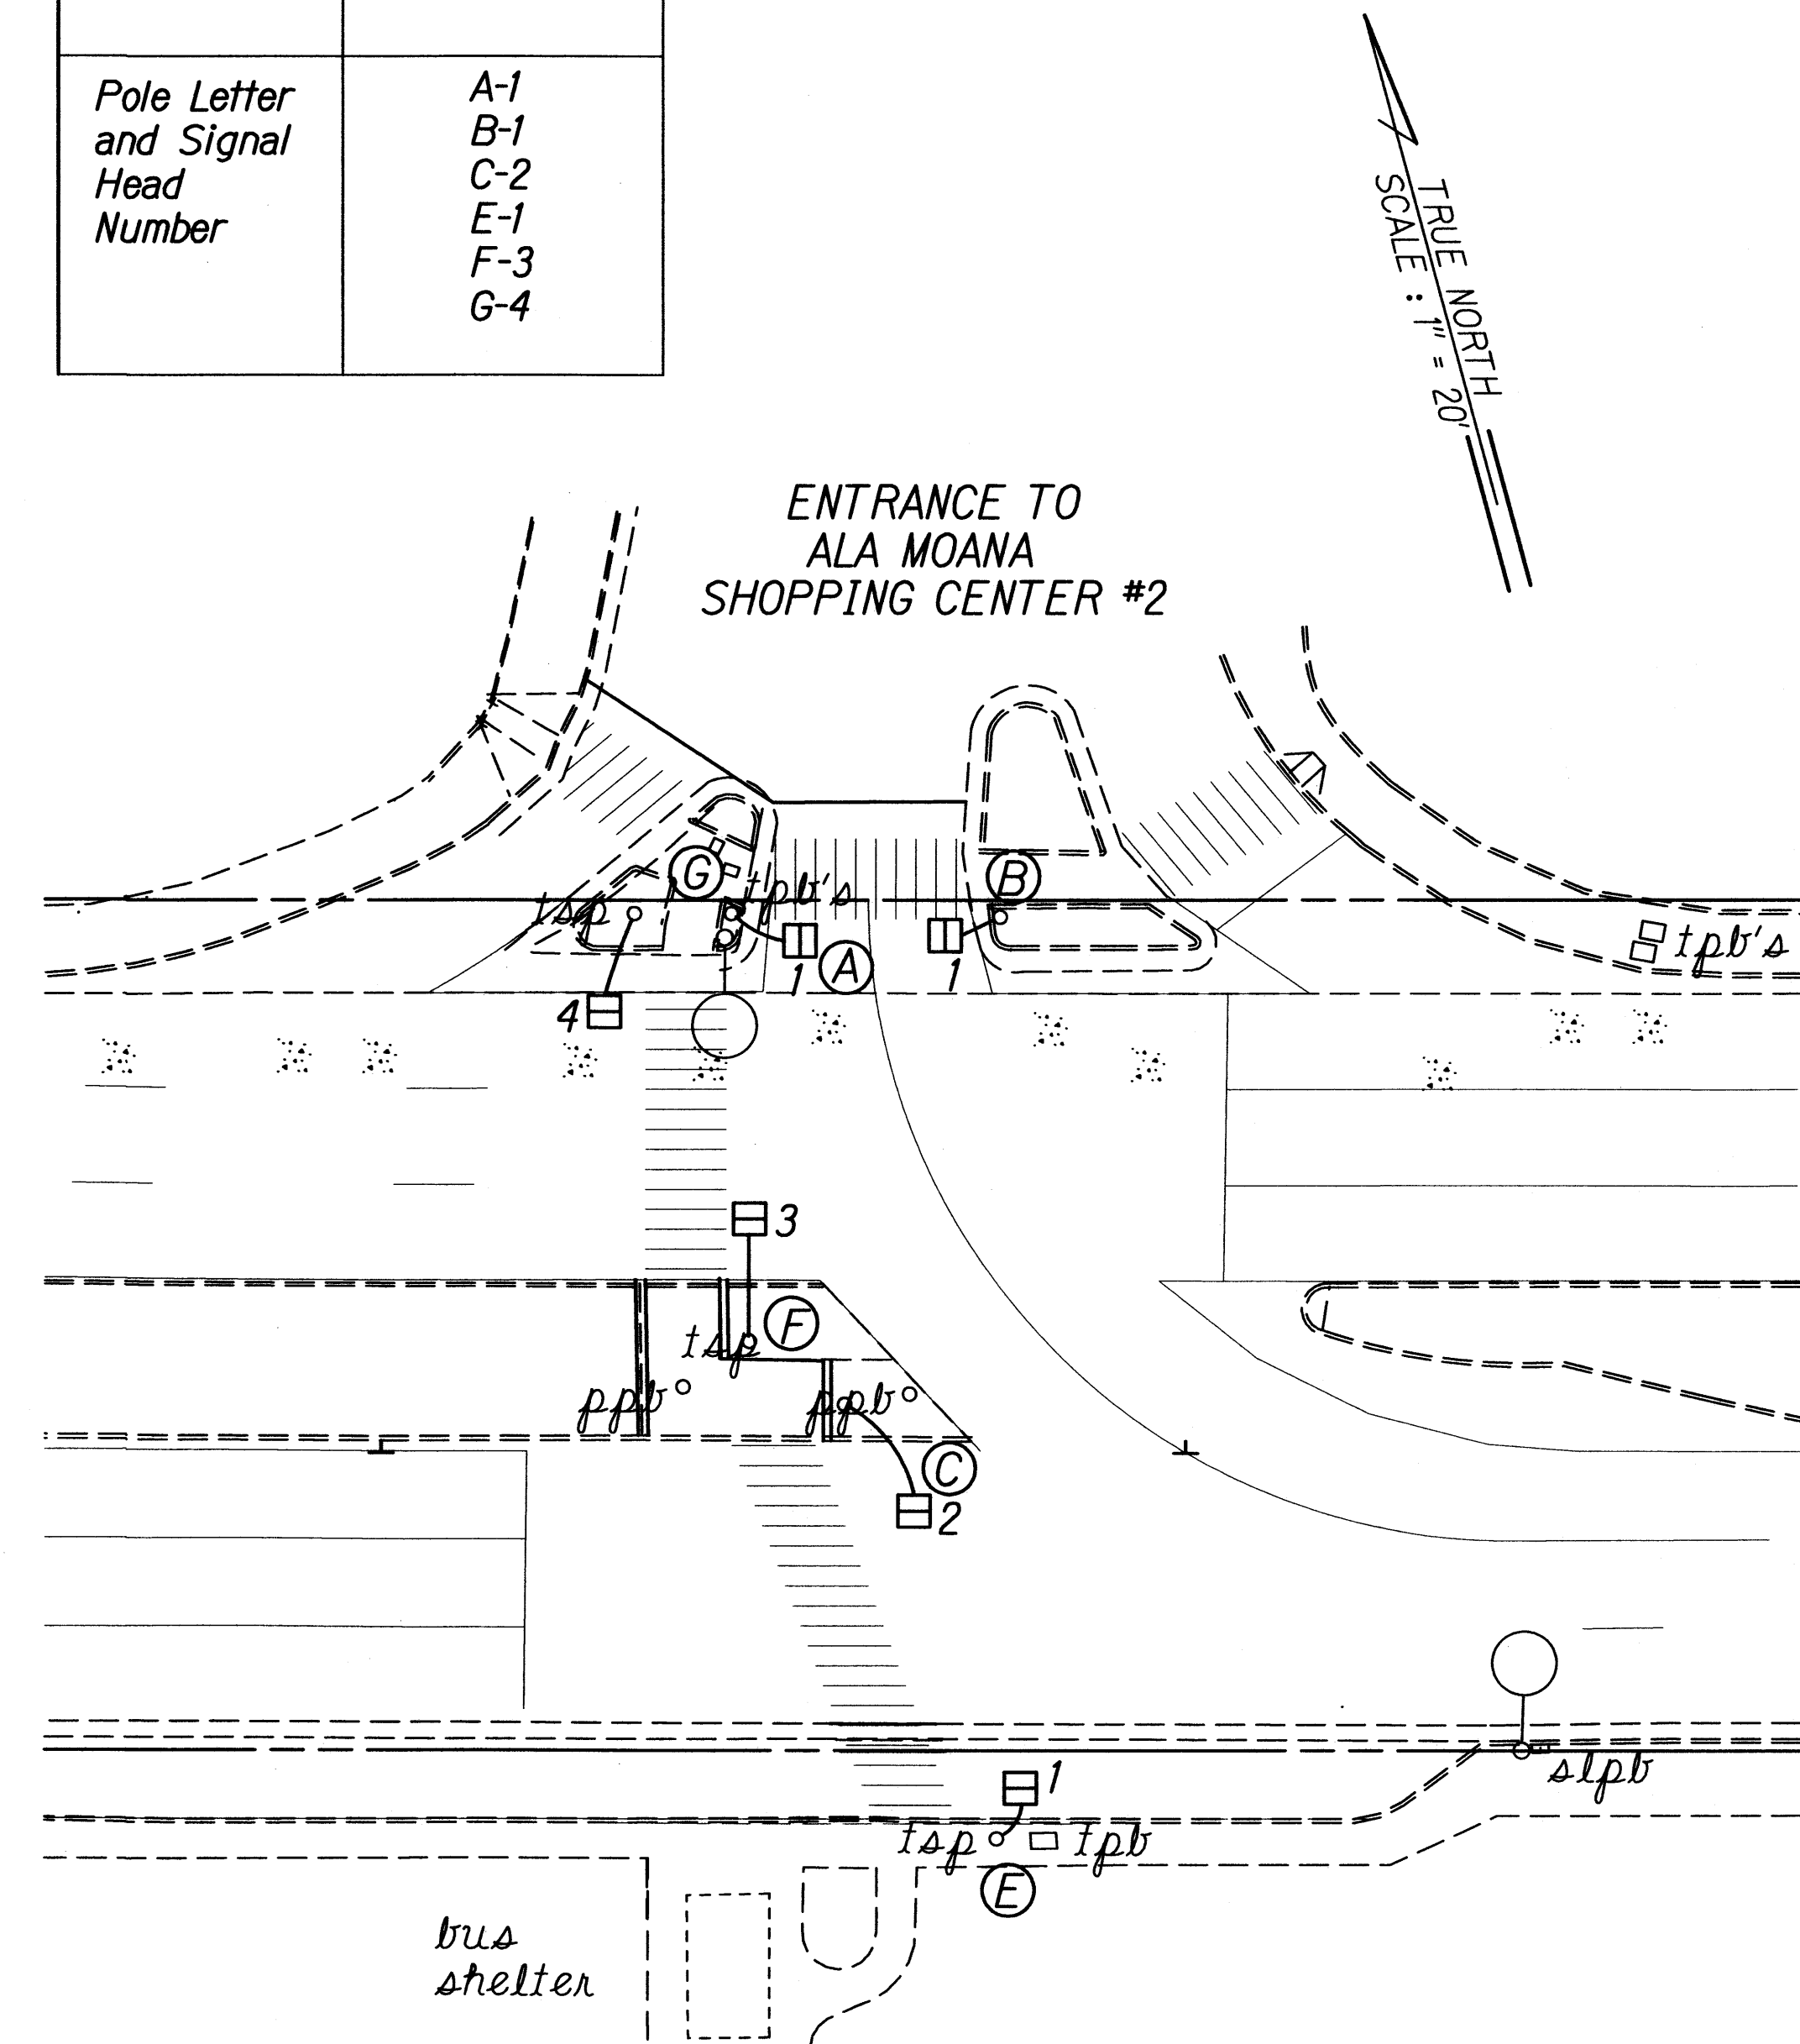 Pole Letter
and Signal
Head
Number
A-1
B-1
C-2
E-1
F-3
G-4
TRUE NORTH
SCALE : 1" = 20'
ENTRANCE TO
ALA MOANA
SHOPPING CENTER #2
G
B
tsp
tpb's
tpb's
1
A
1
4
3
F
tsp
ppb
ppb
C
2
slpb
1
tsp
tpb
E
bus
shelter